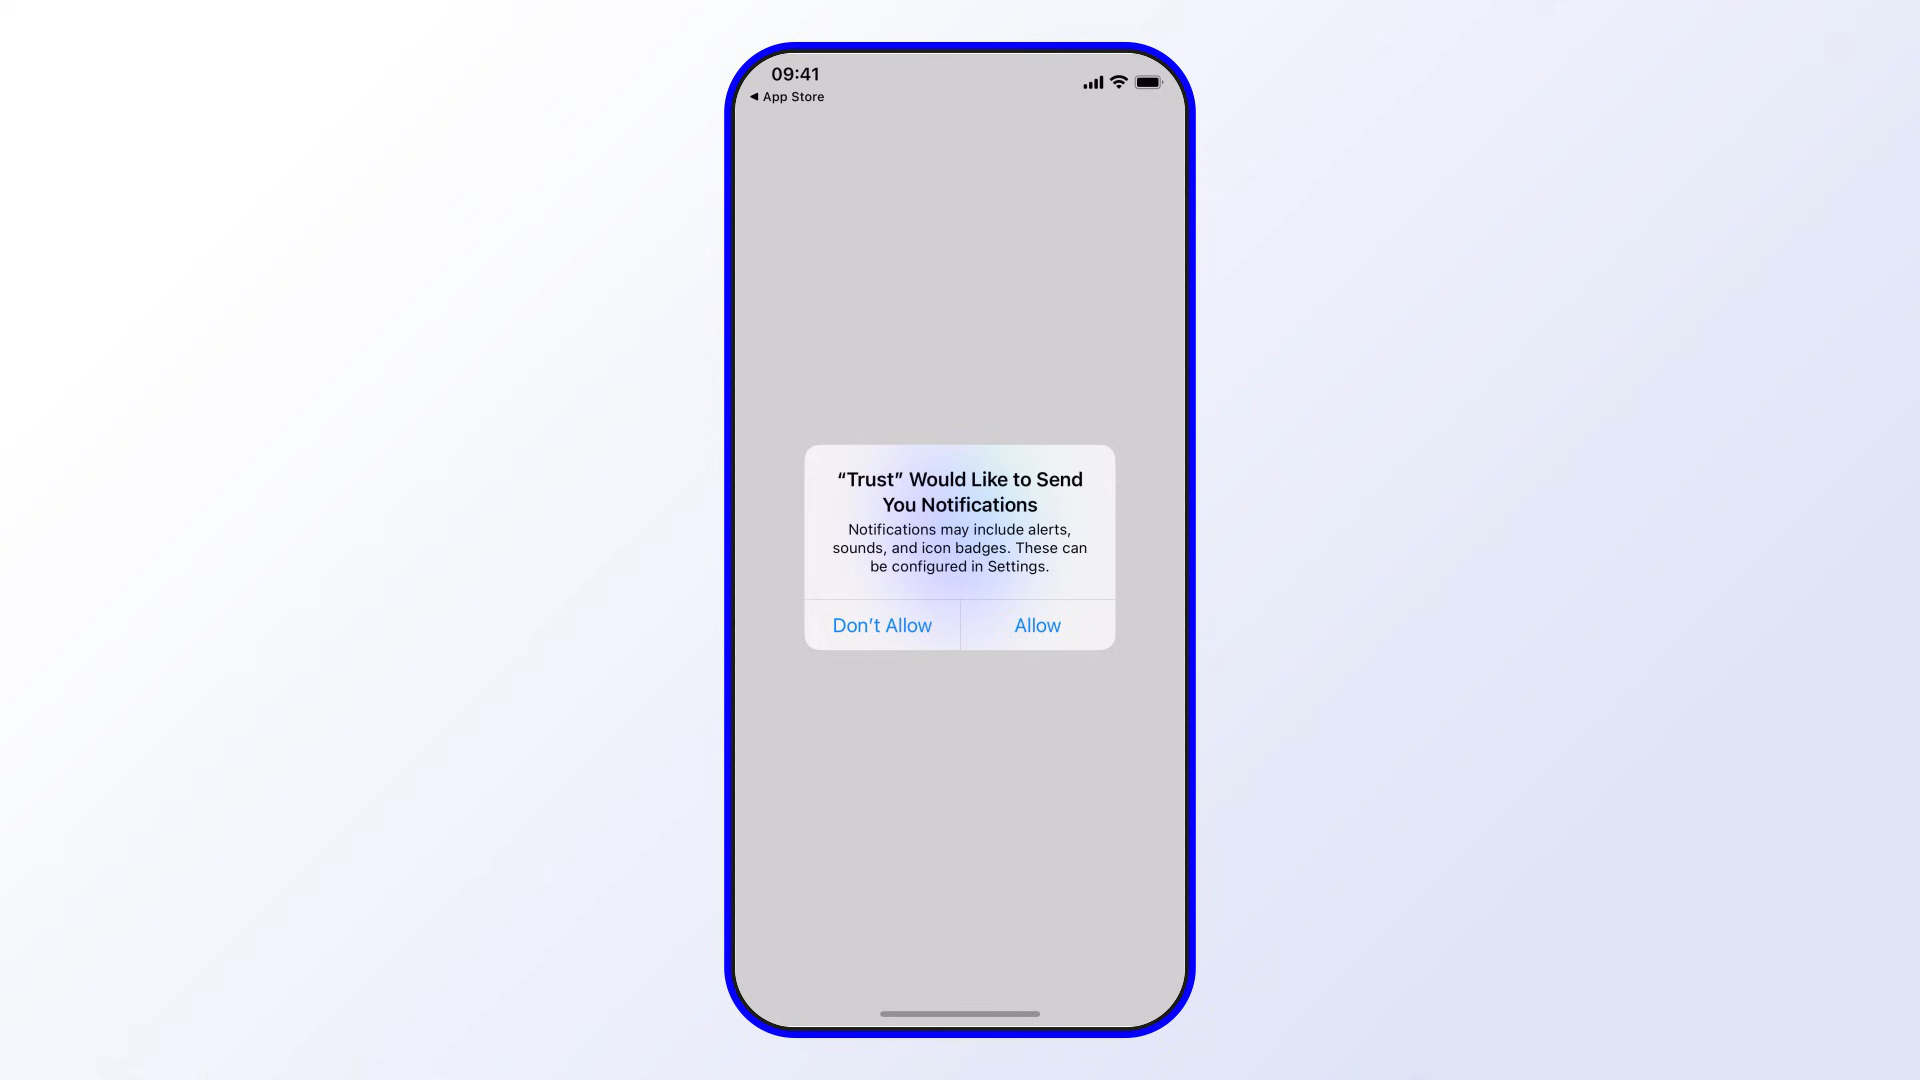 09:41
◀ App Store
“Trust” Would Like to Send
You Notifications
Notifications may include alerts,
sounds, and icon badges. These can
be configured in Settings.
Don’t Allow
Allow